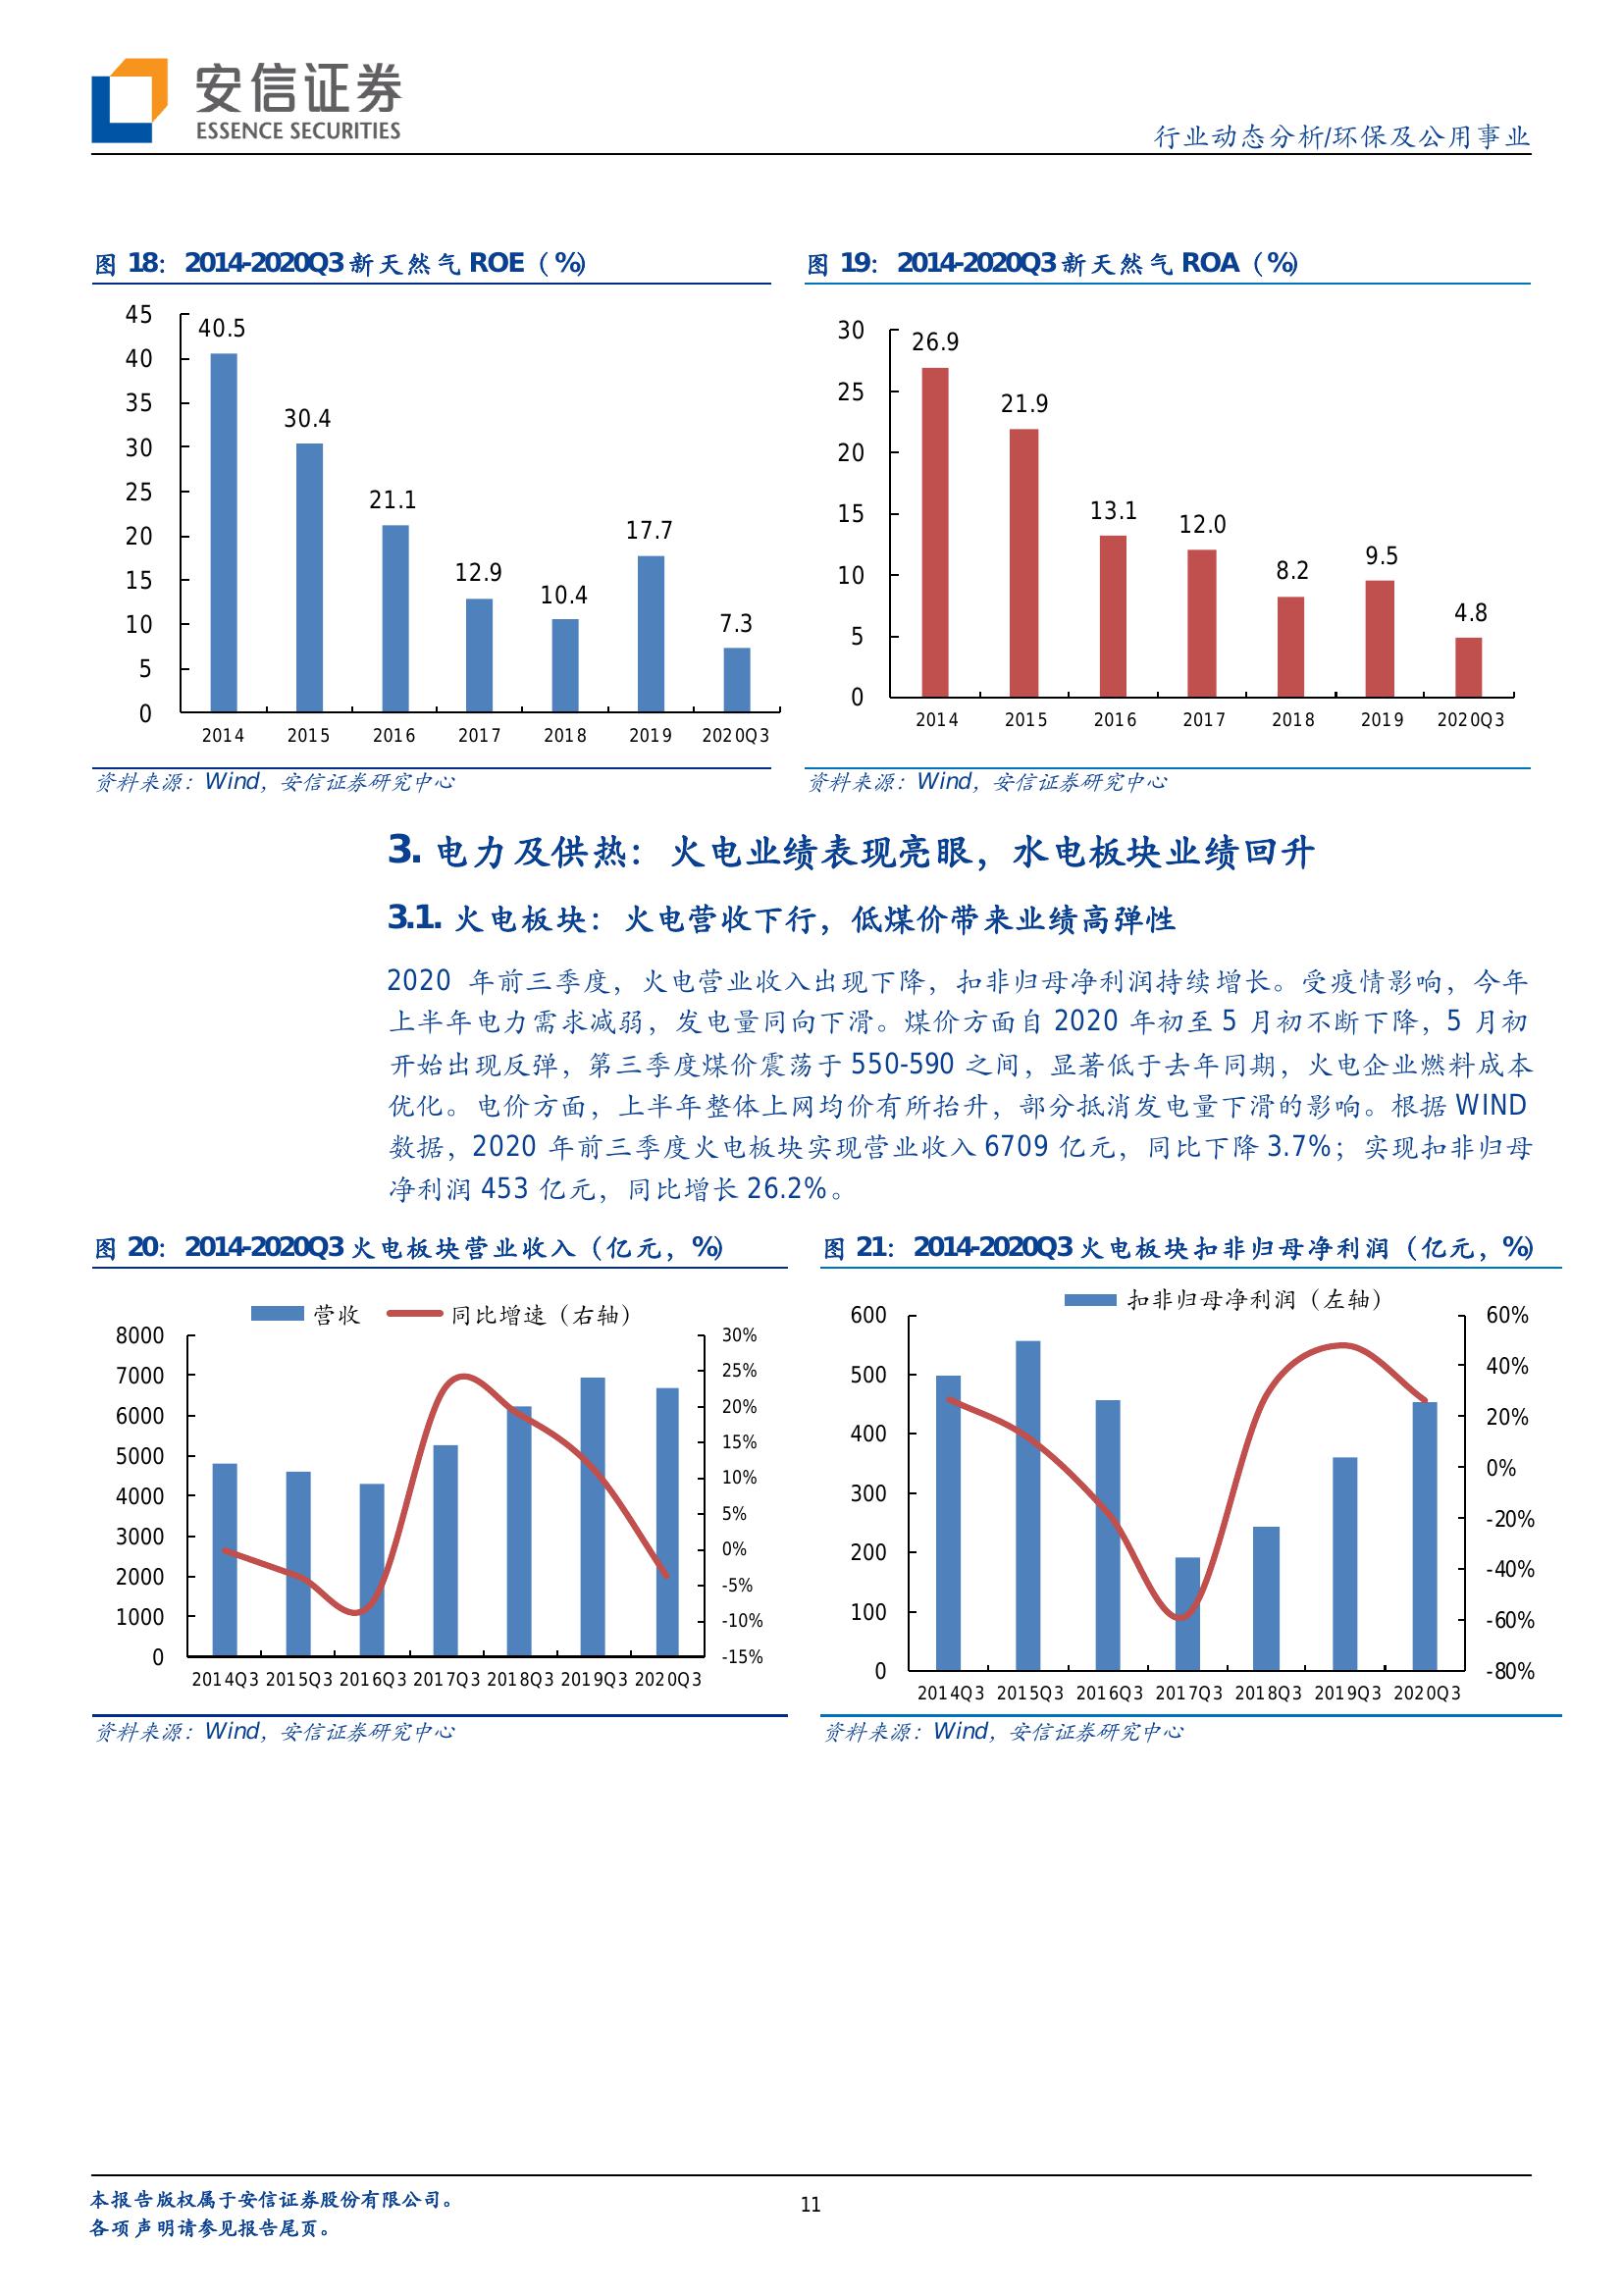 安信证券
ESSENCE SECURITIES
行业动态分析/环保及公用事业
图 18：2014-2020Q3 新天然气 ROE（%）
45
40
35
30
25
20
15
10
5
0
40.5
30.4
21.1
12.9
10.4
17.7
7.3
2014 2015 2016 2017 2018 2019 2020Q3
资料来源：Wind，安信证券研究中心
图 19：2014-2020Q3 新天然气 ROA（%）
30
25
20
15
10
5
0
26.9
21.9
13.1
12.0
8.2
9.5
4.8
2014 2015 2016 2017 2018 2019 2020Q3
资料来源：Wind，安信证券研究中心
3. 电力及供热：火电业绩表现亮眼，水电板块业绩回升
3.1. 火电板块：火电营收下行，低煤价带来业绩高弹性
2020 年前三季度，火电营业收入出现下降，扣非归母净利润持续增长。受疫情影响，今年
上半年电力需求减弱，发电量同向下滑。煤价方面自 2020 年初至 5 月初不断下降，5 月初
开始出现反弹，第三季度煤价震荡于 550-590 之间，显著低于去年同期，火电企业燃料成本
优化。电价方面，上半年整体上网均价有所抬升，部分抵消发电量下滑的影响。根据 WIND
数据，2020 年前三季度火电板块实现营业收入 6709 亿元，同比下降 3.7%；实现扣非归母
净利润 453 亿元，同比增长 26.2%。
图 20：2014-2020Q3 火电板块营业收入（亿元，%）
营收 同比增速（右轴）
8000
7000
6000
5000
4000
3000
2000
1000
0
30%
25%
20%
15%
10%
5%
0%
-5%
-10%
-15%
2014Q3 2015Q3 2016Q3 2017Q3 2018Q3 2019Q3 2020Q3
资料来源：Wind，安信证券研究中心
图 21：2014-2020Q3 火电板块扣非归母净利润（亿元，%）
扣非归母净利润（左轴）
600
500
400
300
200
100
0
60%
40%
20%
0%
-20%
-40%
-60%
-80%
2014Q3 2015Q3 2016Q3 2017Q3 2018Q3 2019Q3 2020Q3
资料来源：Wind，安信证券研究中心
本报告版权属于安信证券股份有限公司。
各项声明请参见报告尾页。
11